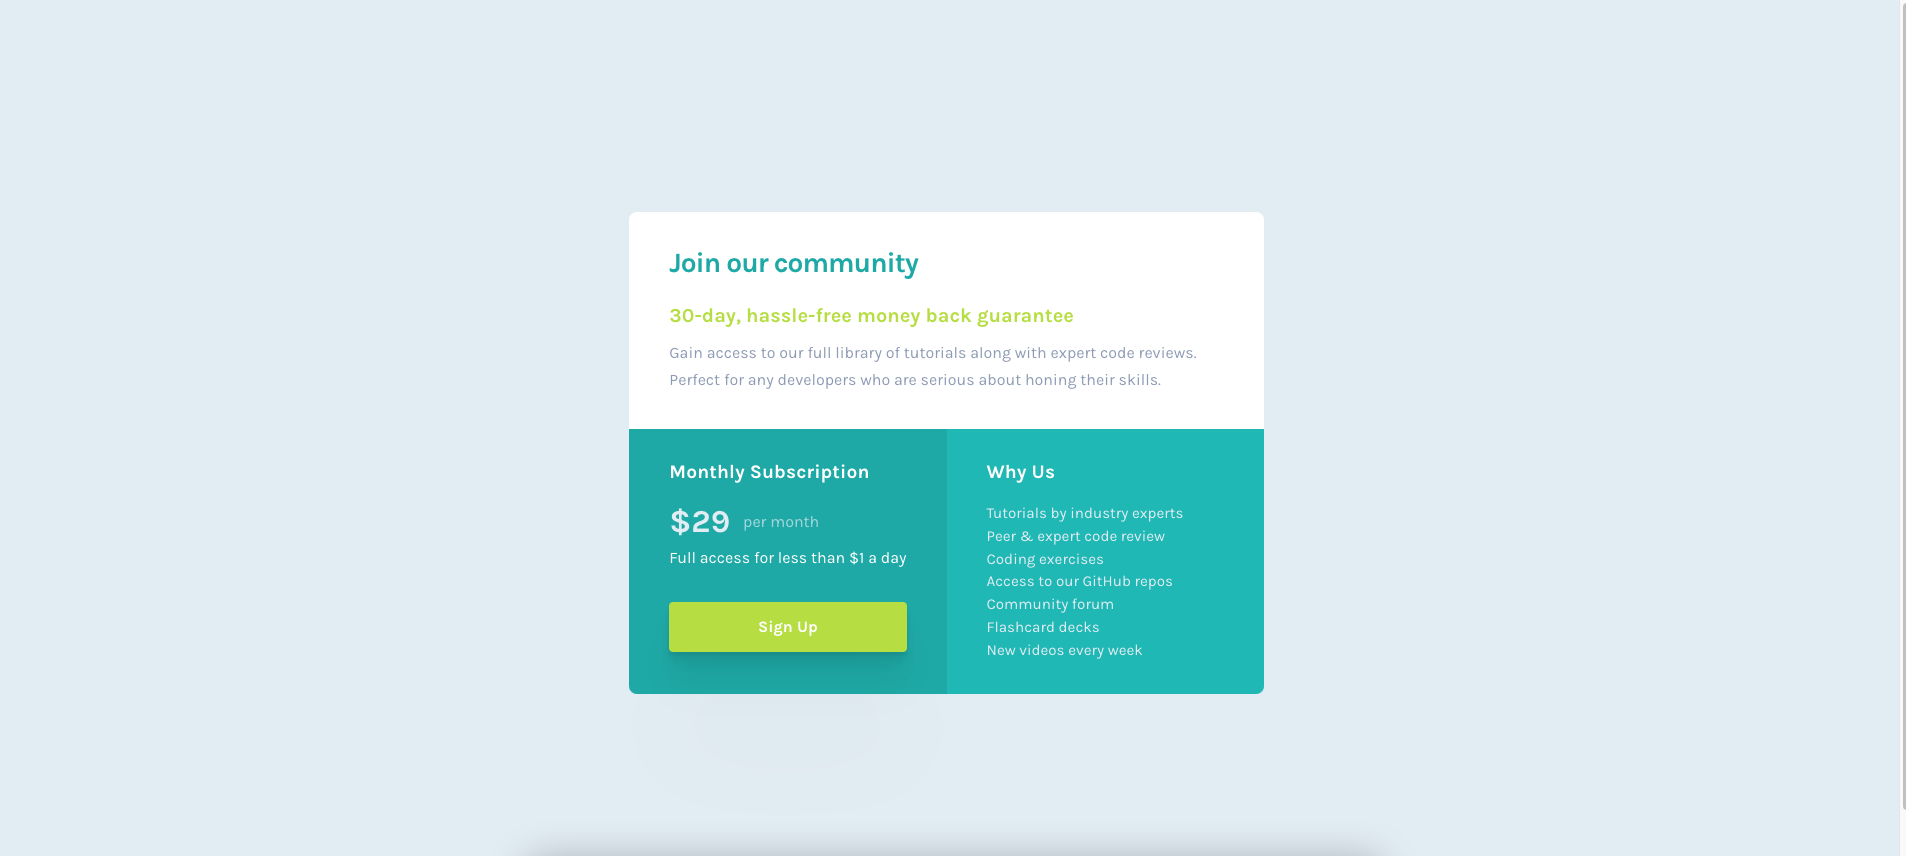 Join our community
30-day, hassle-free money back guarantee
Gain access to our full library of tutorials along with expert code reviews.
Perfect for any developers who are serious about honing their skills.
Monthly Subscription
$29 per month
Full access for less than $1 a day
Sign Up
Why Us
Tutorials by industry experts
Peer & expert code review
Coding exercises
Access to our GitHub repos
Community forum
Flashcard decks
New videos every week